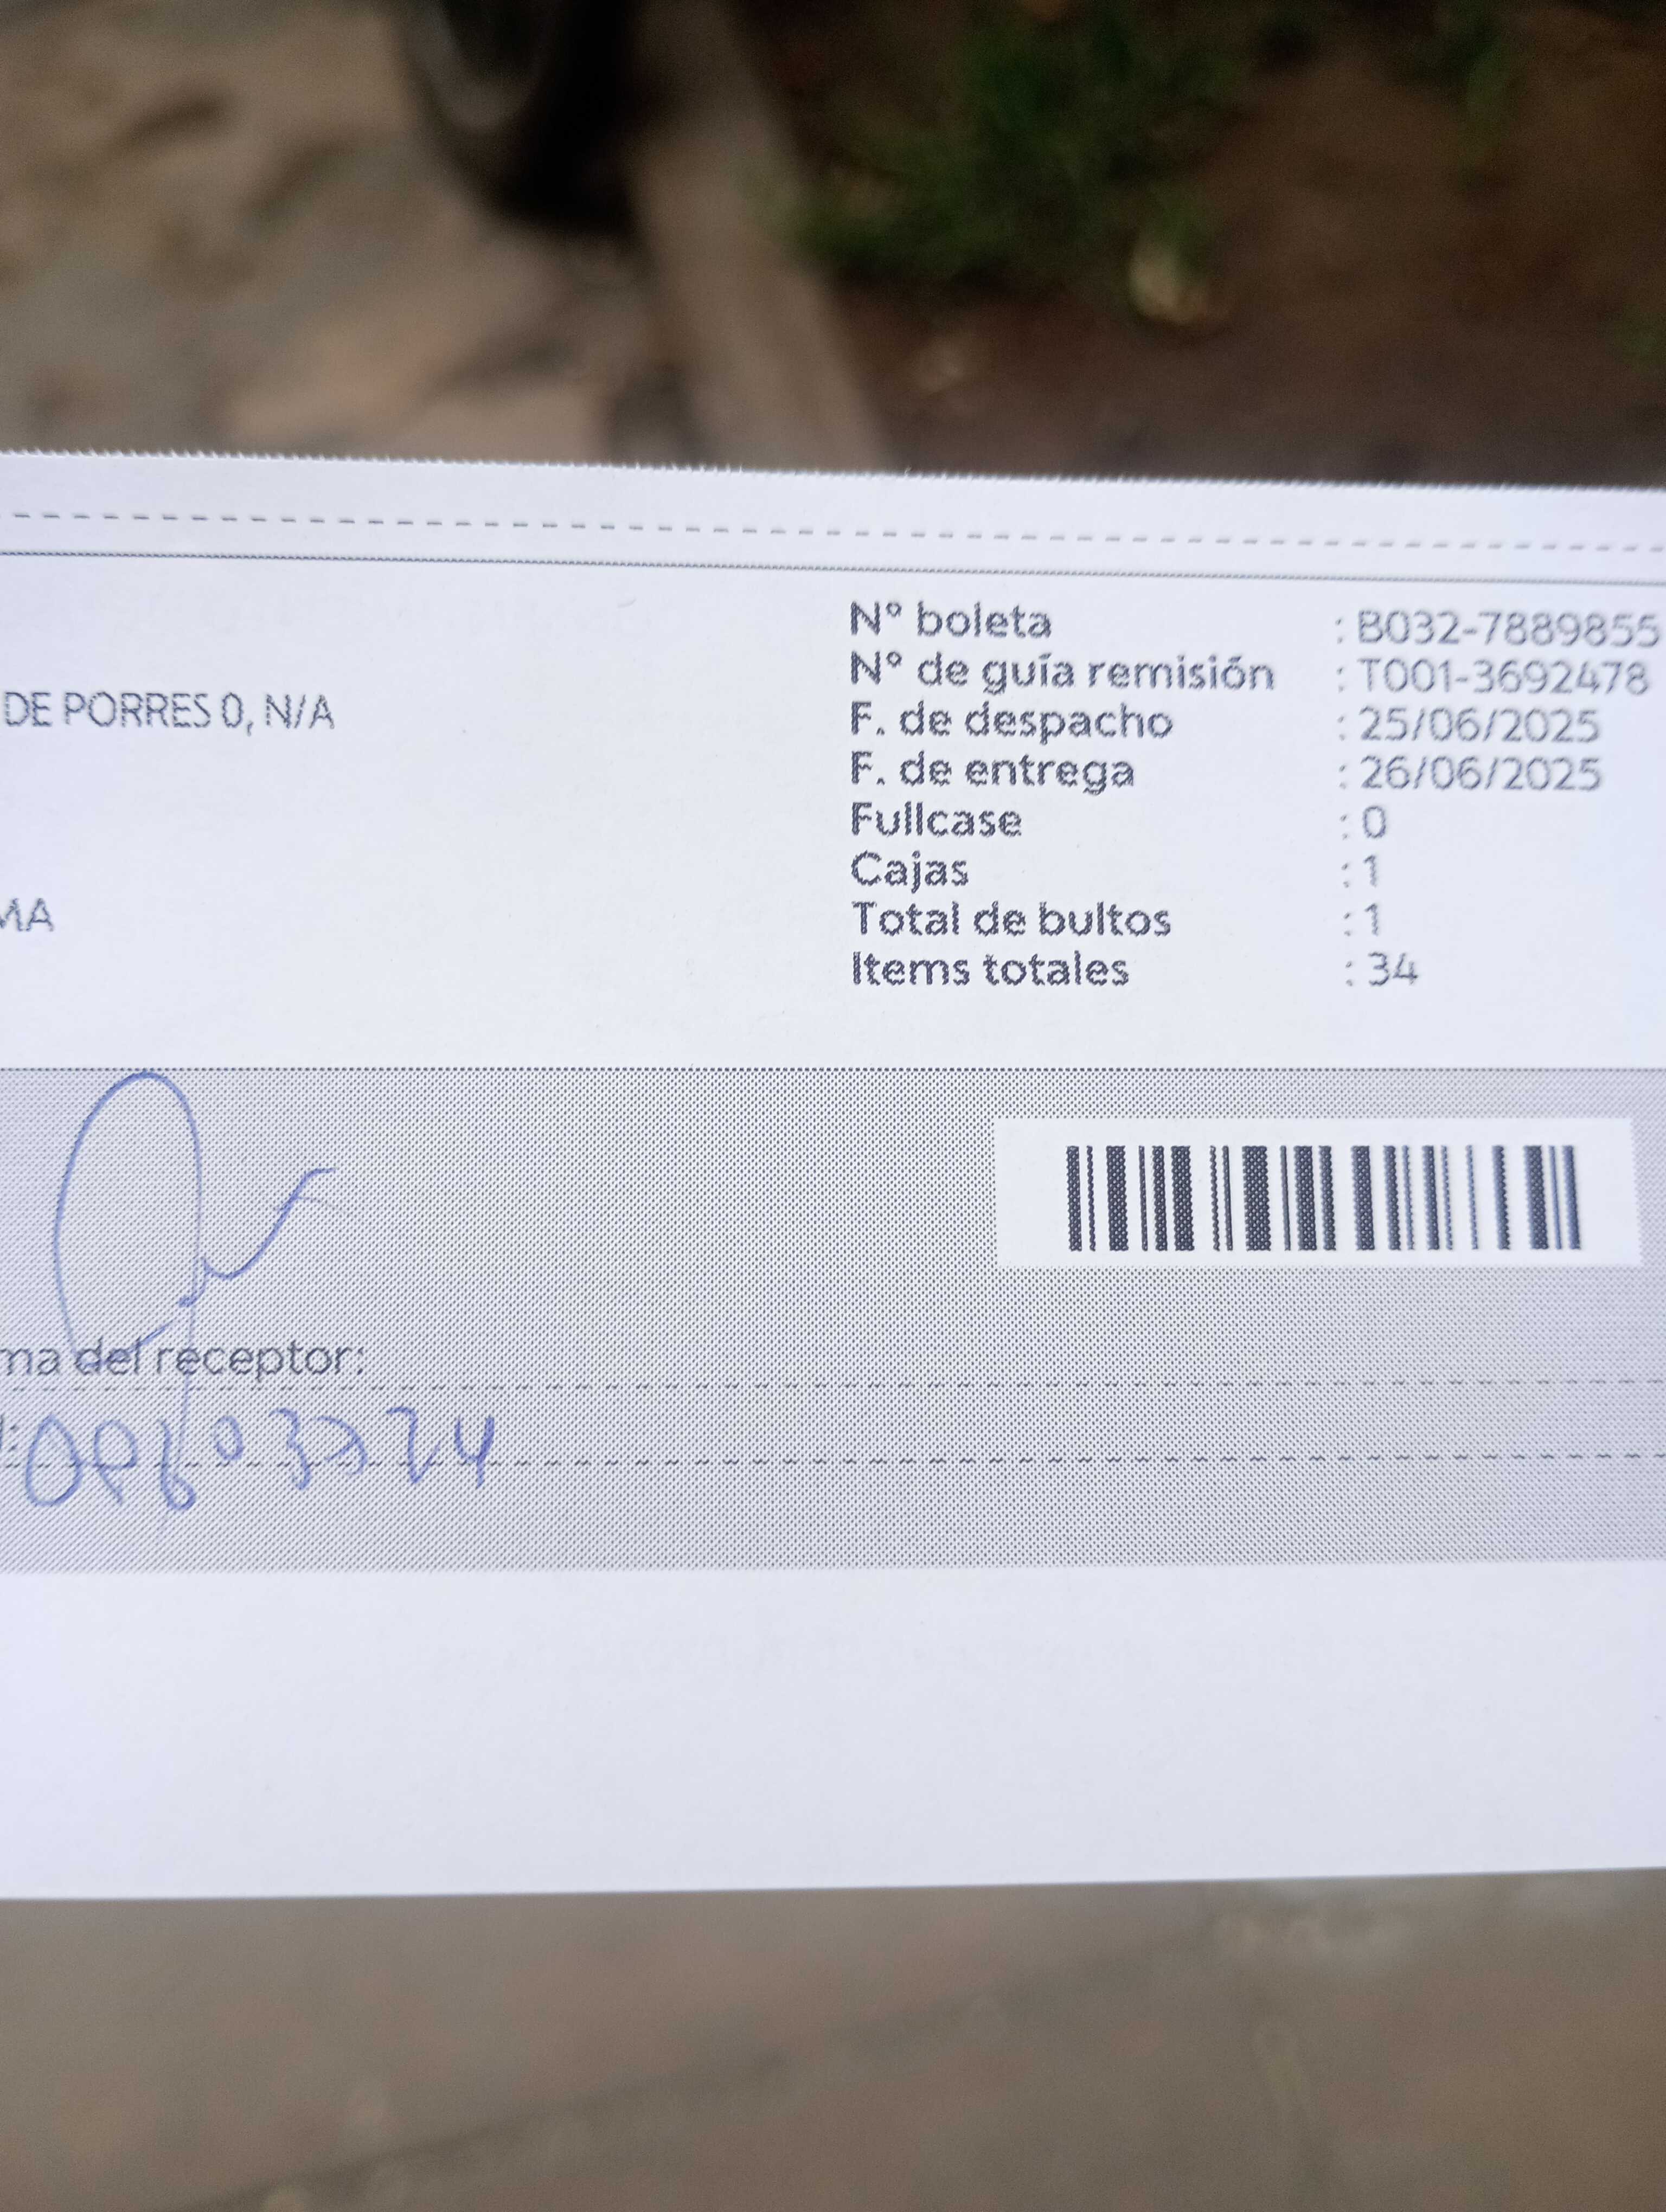 N° boleta : B032-7889855
N° de guía remisión : T001-3692478
DE PORRES 0, N/A
F. de despacho : 25/06/2025
F. de entrega : 26/06/2025
Fullcase : 0
Cajas : 1
MA
Total de bultos : 1
Items totales : 34
ma del receptor: